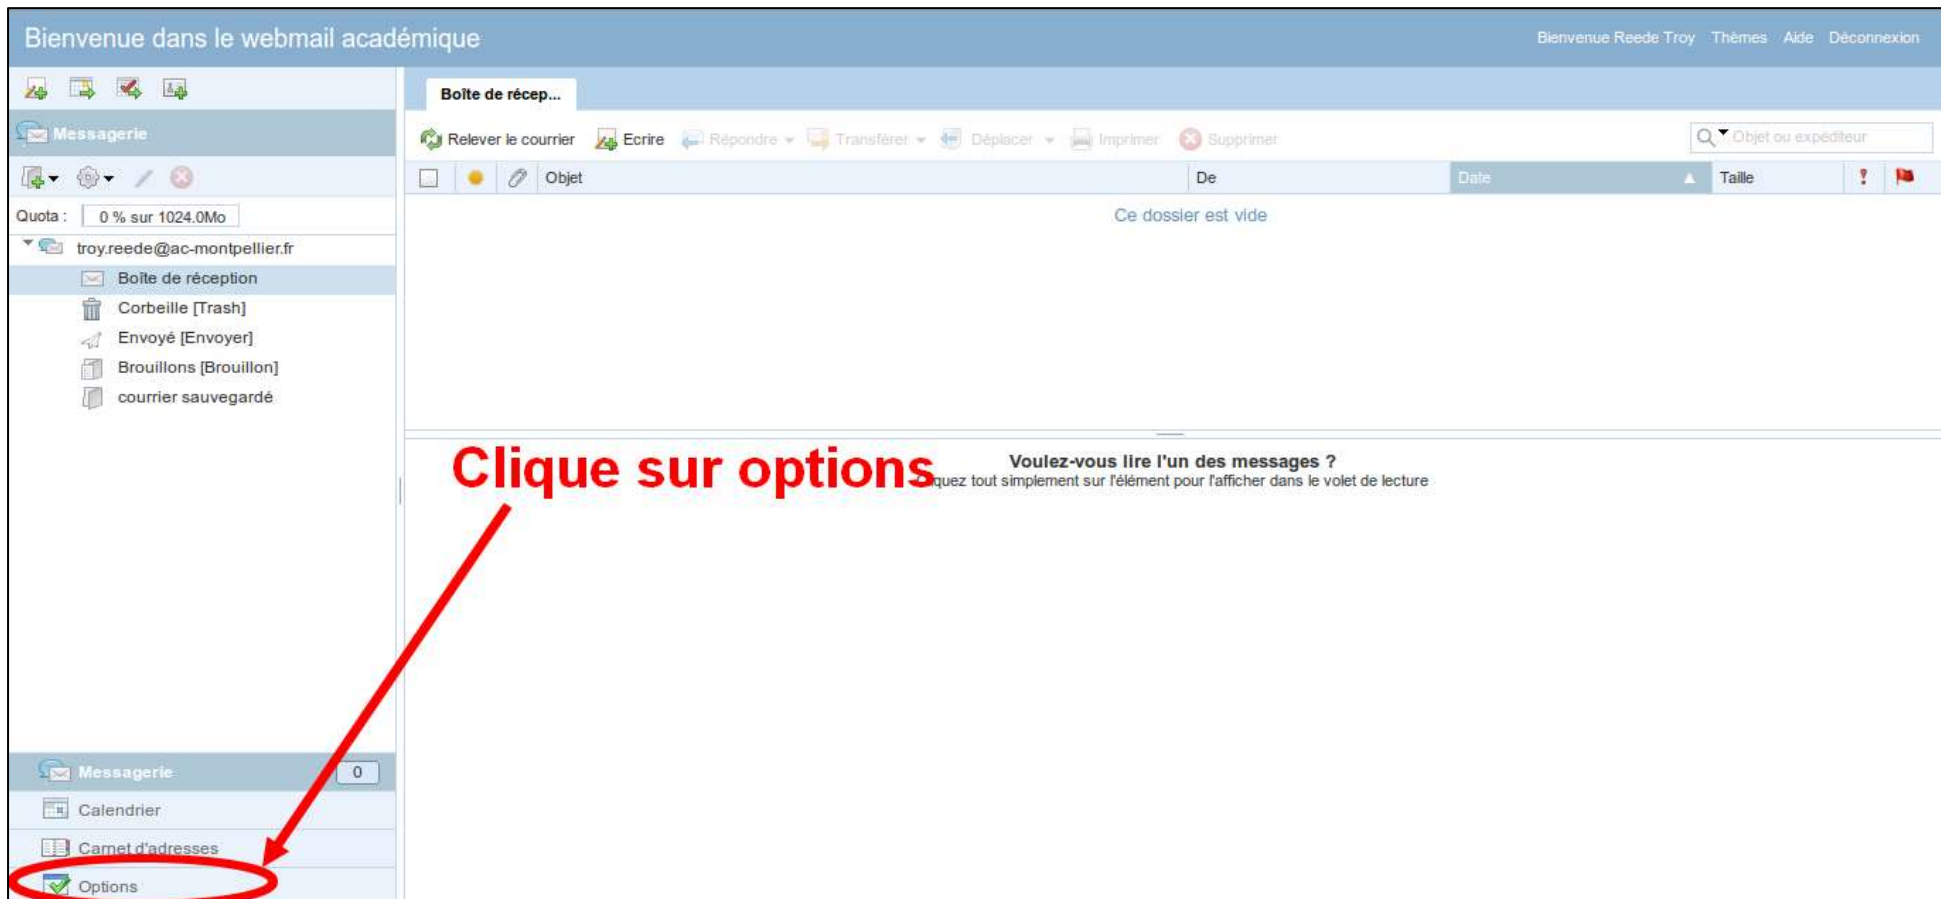 Bienvenue dans le webmail académique
Bienvenue Reede Troy Thèmes Aide Déconnexion
Messagerie
Quota : 0 % sur 1024.0Mo
troy.reede@ac-montpellier.fr
Boîte de réception
Corbeille [Trash]
Envoyé [Envoyer]
Brouillons [Brouillon]
courrier sauvegardé
Messagerie 0
Calendrier
Carnet d'adresses
Options
Boîte de récep...
Relever le courrier Ecrire Répondre Transférer Déplacer Imprimer Supprimer Objet ou expéditeur
Objet De Date Taille
Ce dossier est vide
Clique sur options
Voulez-vous lire l'un des messages ?
quez tout simplement sur l'élément pour l'afficher dans le volet de lecture